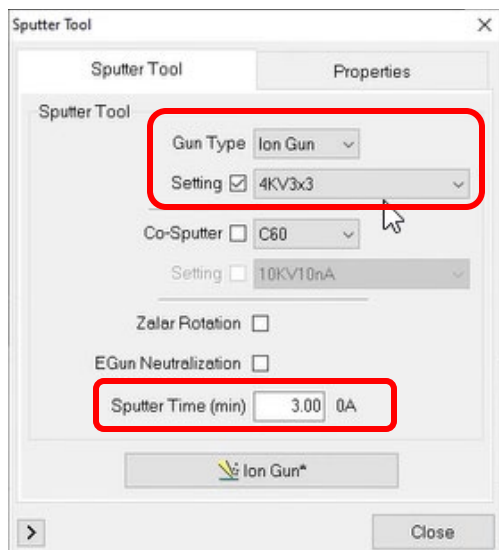 Sputter Tool
Sputter Tool Properties
Sputter Tool
Gun Type Ion Gun
Setting 4KV3x3
Co-Sputter C60
Setting 10KV10nA
Zalar Rotation
EGun Neutralization
Sputter Time (min) 3.00 0A
Ion Gun*
Close